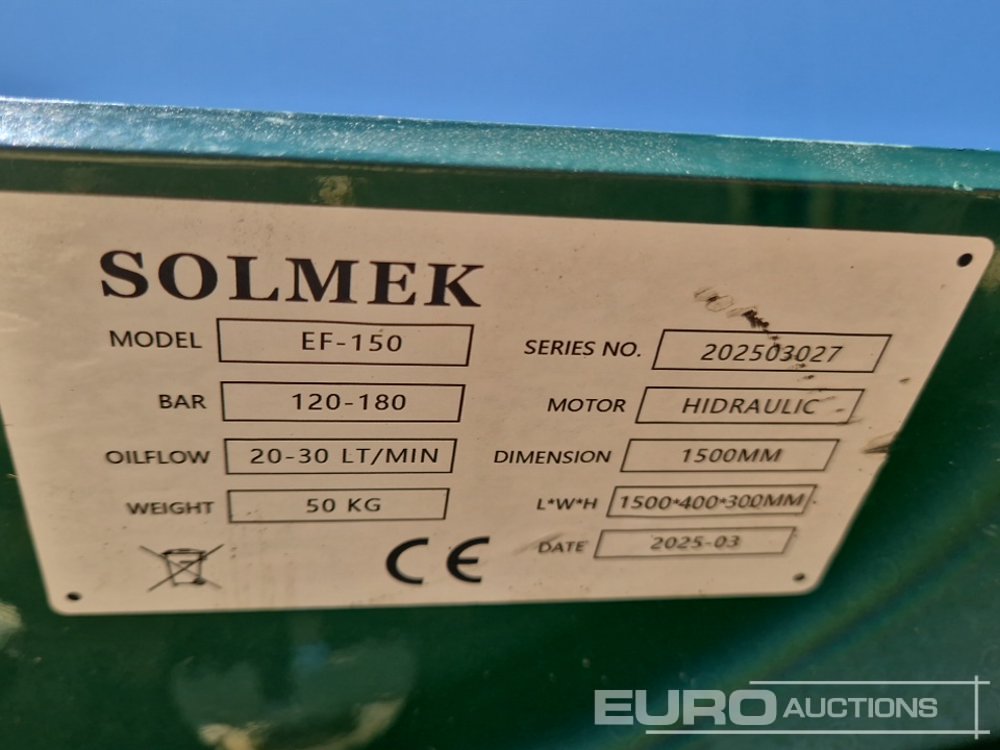 SOLMEK
MODEL EF-150
BAR 120-180
OILFLOW 20-30 LT/MIN
WEIGHT 50 KG
SERIES NO. 202503027
MOTOR HIDRAULIC
DIMENSION 1500MM
L*W*H 1500*400*300MM
DATE 2025-03
CE
EURO AUCTIONS